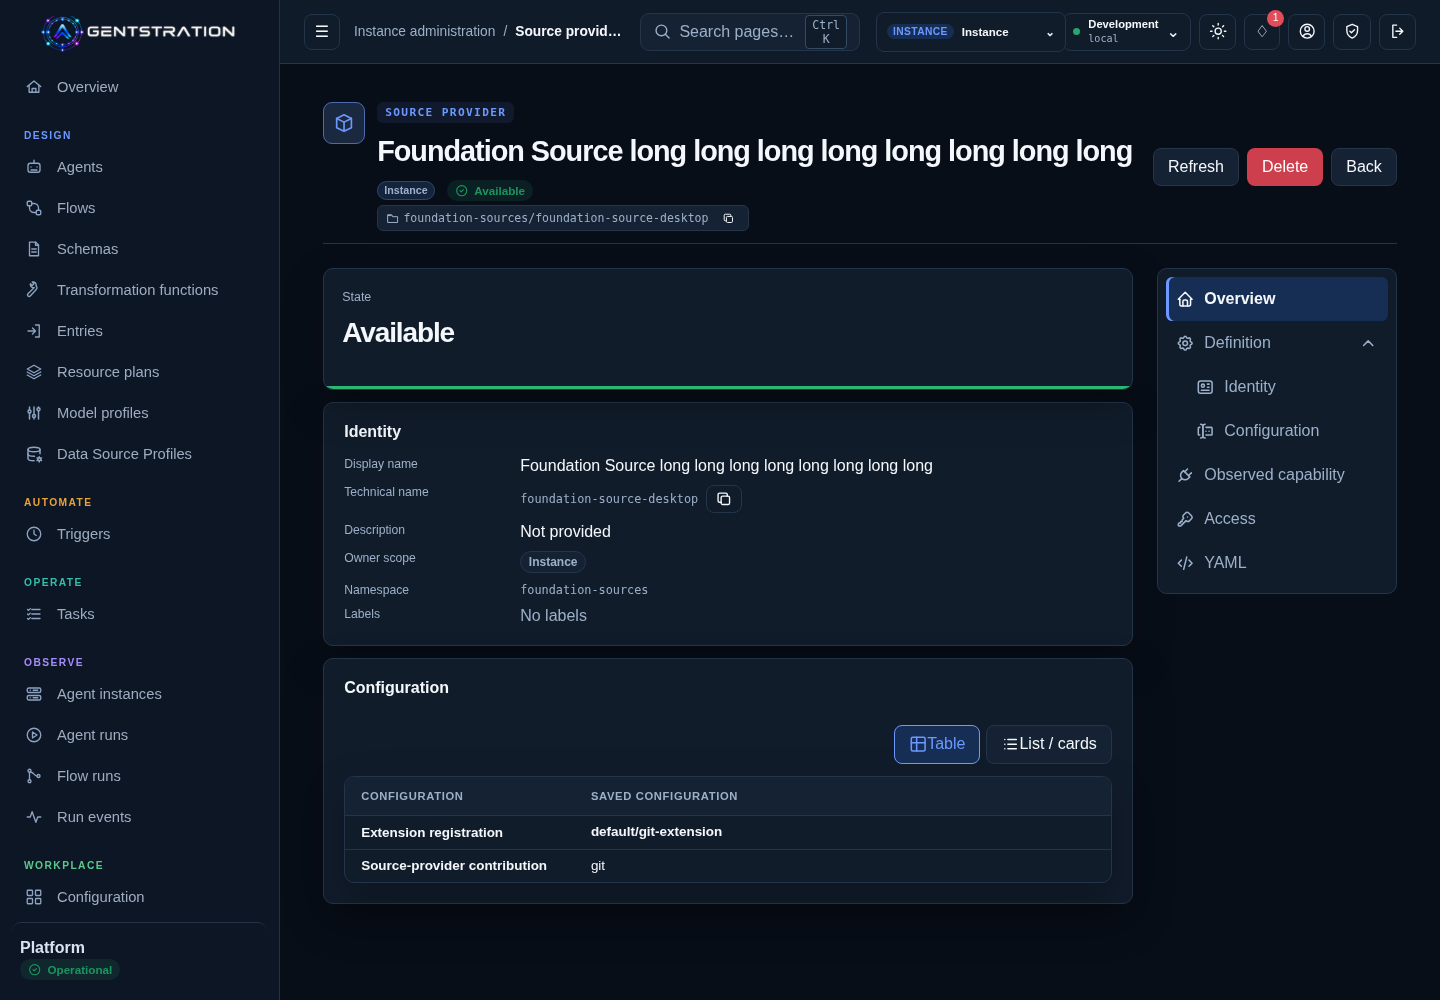 GENTSTRATION
Overview
DESIGN
Agents
Flows
Schemas
Transformation functions
Entries
Resource plans
Model profiles
Data Source Profiles
AUTOMATE
Triggers
OPERATE
Tasks
OBSERVE
Agent instances
Agent runs
Flow runs
Run events
WORKPLACE
Configuration
Platform
Operational
Instance administration / Source provid…
Search pages…
Ctrl K
INSTANCE Instance
Development
local
1
SOURCE PROVIDER
Foundation Source long long long long long long long long
Refresh
Delete
Back
Instance
Available
foundation-sources/foundation-source-desktop
State
Available
Identity
Display name Foundation Source long long long long long long long long
Technical name foundation-source-desktop
Description Not provided
Owner scope Instance
Namespace foundation-sources
Labels No labels
Configuration
Table
List / cards
CONFIGURATION SAVED CONFIGURATION
Extension registration default/git-extension
Source-provider contribution git
Overview
Definition
Identity
Configuration
Observed capability
Access
YAML